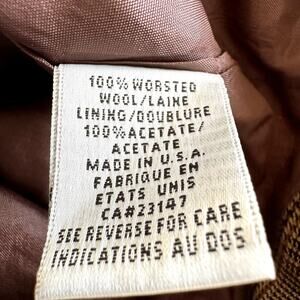 100% WORSTED
WOOL/LAINE
LINING/DOUBLURE
100%ACETATE/
ACETATE
MADE IN U.S.A.
FABRIQUE EN
ETATS UNIS
CA#23147
SEE REVERSE FOR CARE
INDICATIONS AV DOS